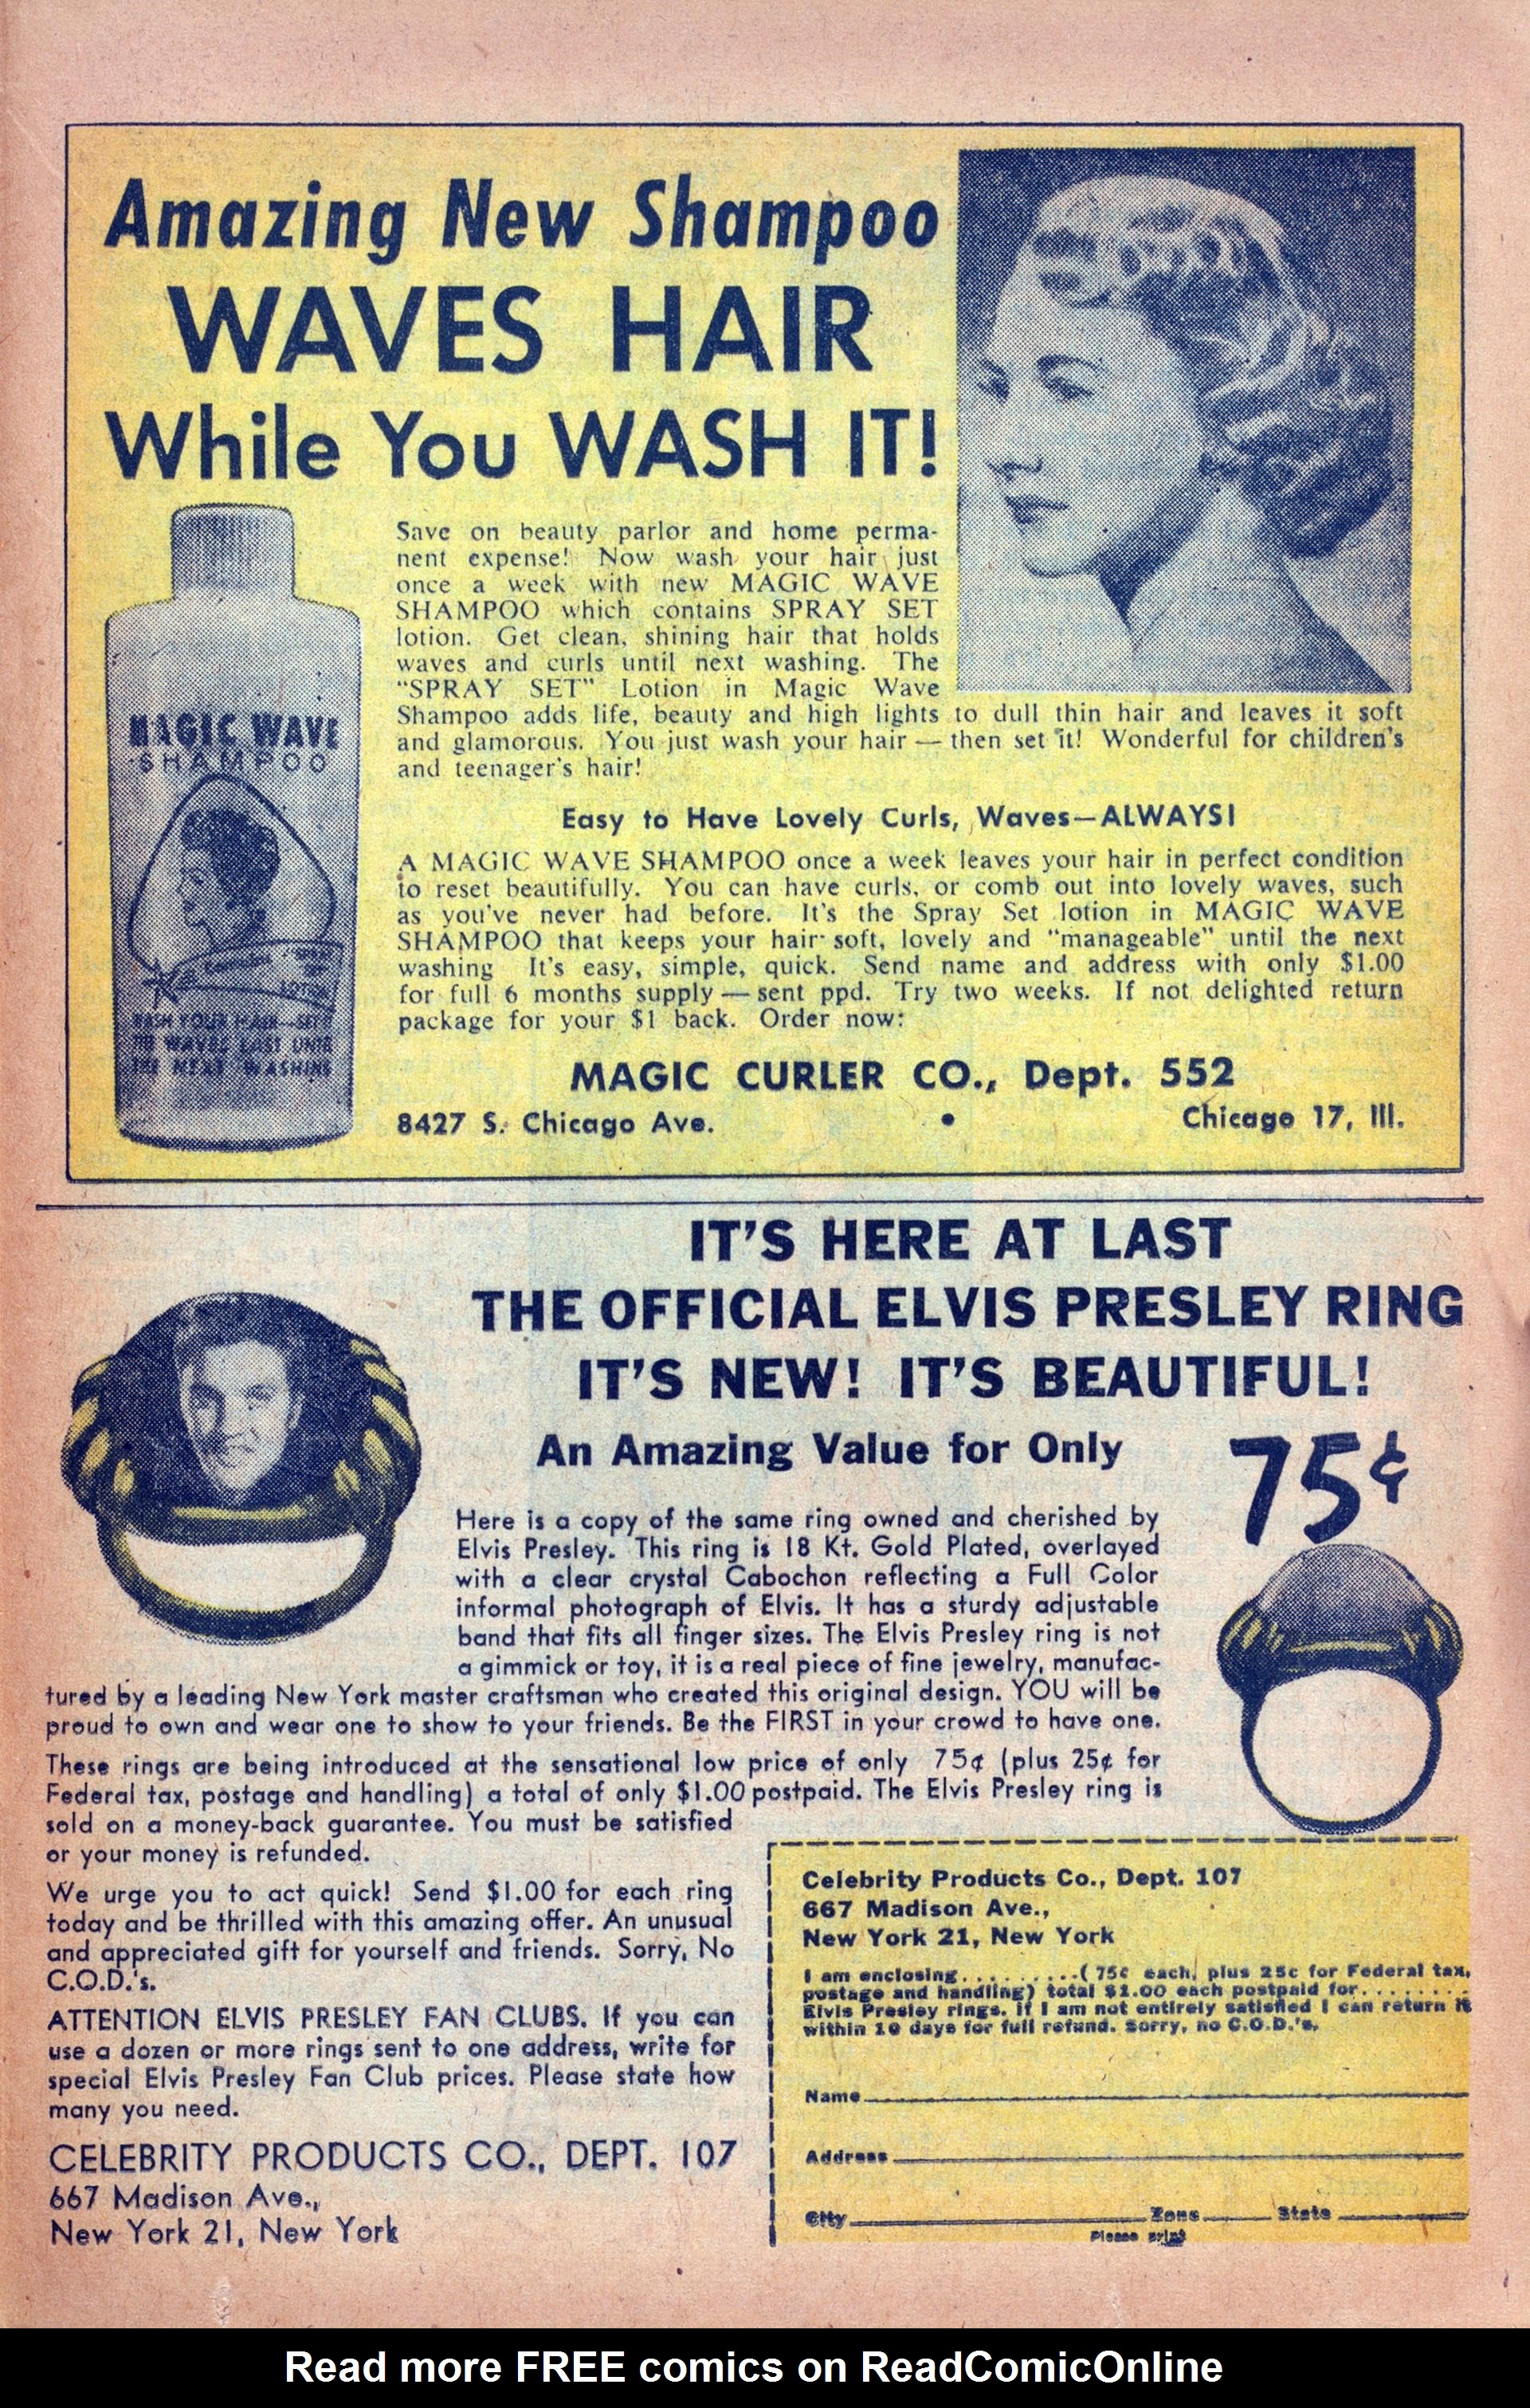 Amazing New Shampoo
WAVES HAIR
While You WASH IT!
Save on beauty parlor and home perma-
nent expense! Now wash your hair just
once a week with new MAGIC WAVE
SHAMPOO which contains SPRAY SET
lotion. Get clean, shining hair that holds
waves and curls until next washing. The
"SPRAY SET" Lotion in Magic Wave
Shampoo adds life, beauty and high lights to dull thin hair and leaves it soft
and glamorous. You just wash your hair — then set it! Wonderful for children's
and teenager's hair!
MAGIC WAVE
SHAMPOO
SPRAY
SET
LOTION
WASH YOUR HAIR—SET
THE WAVES LAST UNTIL
THE NEXT WASHING
Easy to Have Lovely Curls, Waves—ALWAYS!
A MAGIC WAVE SHAMPOO once a week leaves your hair in perfect condition
to reset beautifully. You can have curls, or comb out into lovely waves, such
as you've never had before. It's the Spray Set lotion in MAGIC WAVE
SHAMPOO that keeps your hair soft, lovely and "manageable" until the next
washing It's easy, simple, quick. Send name and address with only $1.00
for full 6 months supply — sent ppd. Try two weeks. If not delighted return
package for your $1 back. Order now:
MAGIC CURLER CO., Dept. 552
8427 S. Chicago Ave. • Chicago 17, Ill.
IT'S HERE AT LAST
THE OFFICIAL ELVIS PRESLEY RING
IT'S NEW! IT'S BEAUTIFUL!
An Amazing Value for Only 75¢
Here is a copy of the same ring owned and cherished by
Elvis Presley. This ring is 18 Kt. Gold Plated, overlayed
with a clear crystal Cabochon reflecting a Full Color
informal photograph of Elvis. It has a sturdy adjustable
band that fits all finger sizes. The Elvis Presley ring is not
a gimmick or toy, it is a real piece of fine jewelry, manufac-
tured by a leading New York master craftsman who created this original design. YOU will be
proud to own and wear one to show to your friends. Be the FIRST in your crowd to have one.
These rings are being introduced at the sensational low price of only 75¢ (plus 25¢ for
Federal tax, postage and handling) a total of only $1.00 postpaid. The Elvis Presley ring is
sold on a money-back guarantee. You must be satisfied
or your money is refunded.
We urge you to act quick! Send $1.00 for each ring
today and be thrilled with this amazing offer. An unusual
and appreciated gift for yourself and friends. Sorry, No
C.O.D.'s.
ATTENTION ELVIS PRESLEY FAN CLUBS. If you can
use a dozen or more rings sent to one address, write for
special Elvis Presley Fan Club prices. Please state how
many you need.
CELEBRITY PRODUCTS CO., DEPT. 107
667 Madison Ave.,
New York 21, New York
Celebrity Products Co., Dept. 107
667 Madison Ave.,
New York 21, New York
I am enclosing.........(75¢ each, plus 25c for Federal tax,
postage and handling) total $1.00 each postpaid for........
Elvis Presley rings. If I am not entirely satisfied I can return it
within 10 days for full refund. Sorry, no C.O.D.'s.
Name
Address
City Zone State
Please print
Read more FREE comics on ReadComicOnline